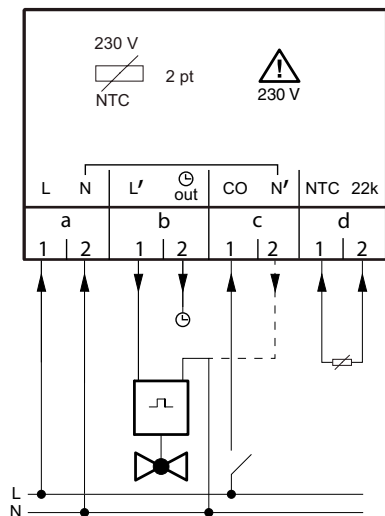 230 V
2 pt
NTC
230 V
L N L′ out CO N′ NTC 22k
a b c d
1 2 1 2 1 2 1 2
L
N